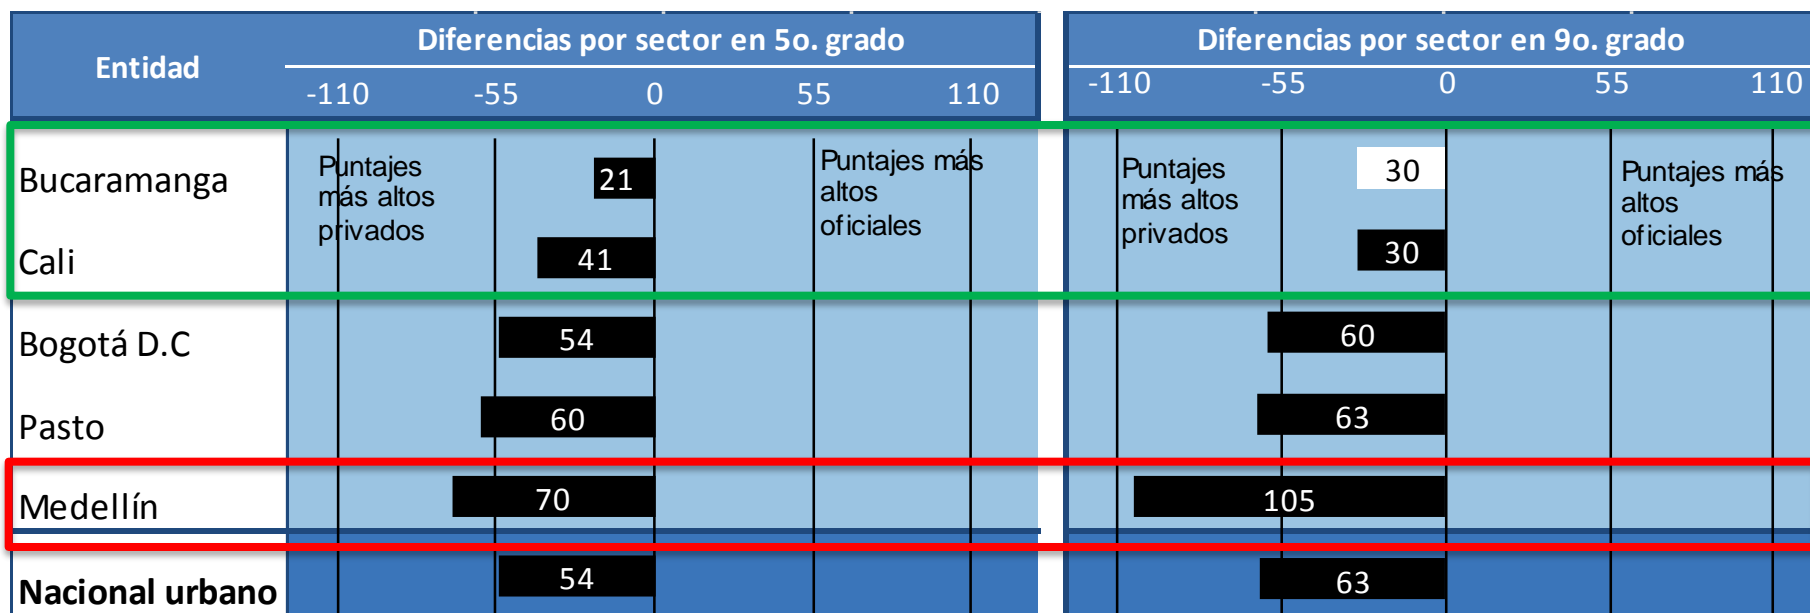 Entidad
Diferencias por sector en 5o. grado
-110 -55 0 55 110
Diferencias por sector en 9o. grado
-110 -55 0 55 110
Bucaramanga
Puntajes
más altos
privados
21
Puntajes más
altos
oficiales
Puntajes
más altos
privados
30
Puntajes más
altos
oficiales
Cali
41
30
Bogotá D.C
54
60
Pasto
60
63
Medellín
70
105
Nacional urbano
54
63